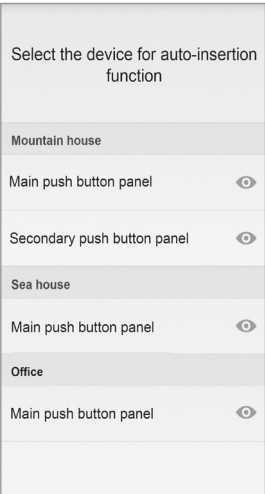 Select the device for auto-insertion
function
Mountain house
Main push button panel
Secondary push button panel
Sea house
Main push button panel
Office
Main push button panel